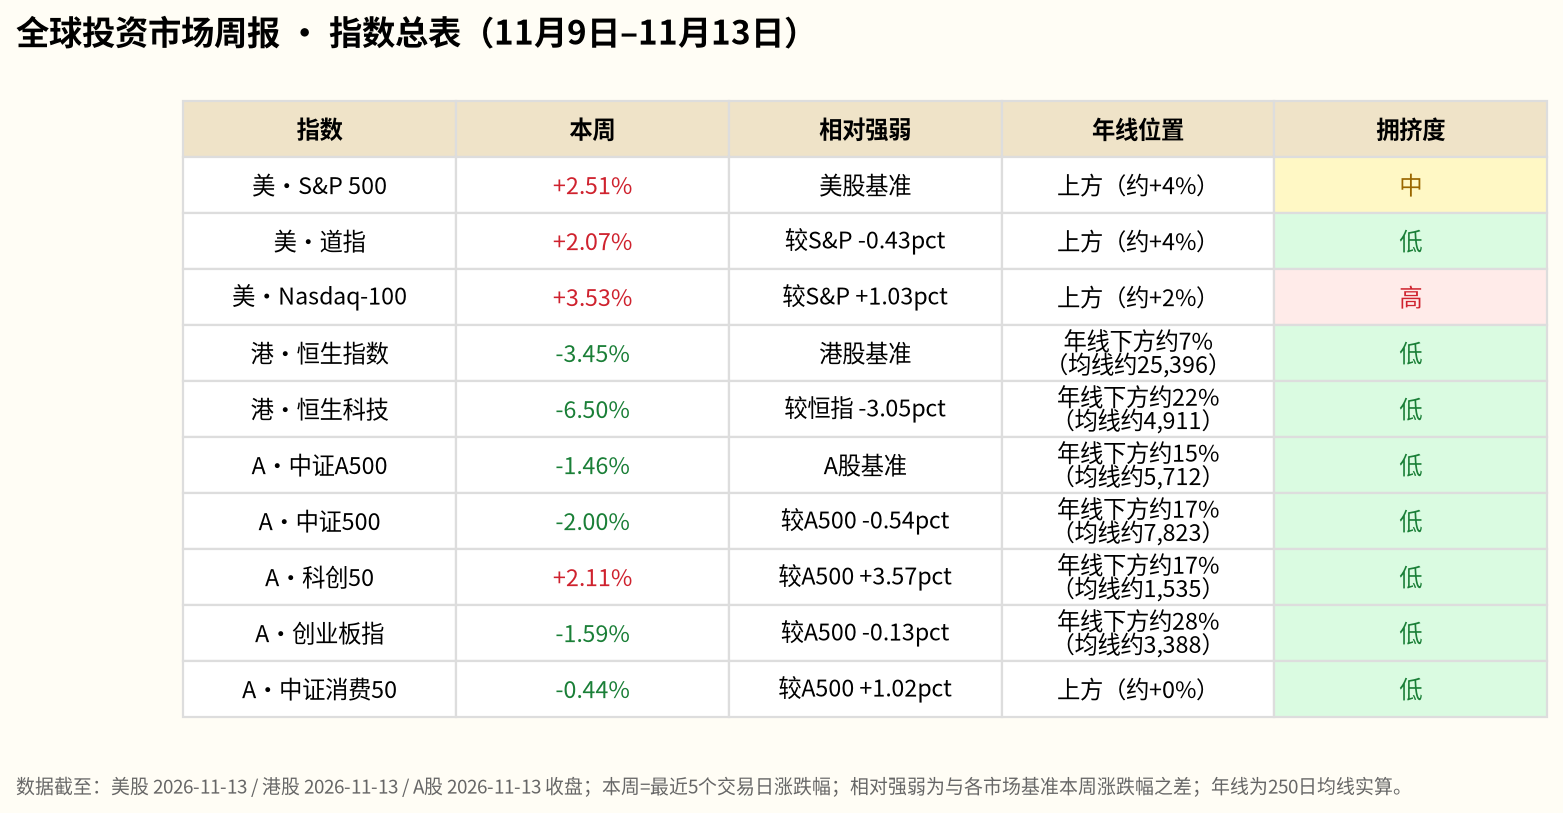 全球投资市场周报 • 指数总表（11月9日–11月13日）
指数 本周 相对强弱 年线位置 拥挤度
美・S&P 500 +2.51% 美股基准 上方（约+4%） 中
美・道指 +2.07% 较S&P -0.43pct 上方（约+4%） 低
美・Nasdaq-100 +3.53% 较S&P +1.03pct 上方（约+2%） 高
港・恒生指数 -3.45% 港股基准 年线下方约7%
（均线约25,396） 低
港・恒生科技 -6.50% 较恒指 -3.05pct 年线下方约22%
（均线约4,911） 低
A・中证A500 -1.46% A股基准 年线下方约15%
（均线约5,712） 低
A・中证500 -2.00% 较A500 -0.54pct 年线下方约17%
（均线约7,823） 低
A・科创50 +2.11% 较A500 +3.57pct 年线下方约17%
（均线约1,535） 低
A・创业板指 -1.59% 较A500 -0.13pct 年线下方约28%
（均线约3,388） 低
A・中证消费50 -0.44% 较A500 +1.02pct 上方（约+0%） 低
数据截至：美股 2026-11-13 / 港股 2026-11-13 / A股 2026-11-13 收盘；本周=最近5个交易日涨跌幅；相对强弱为与各市场基准本周涨跌幅之差；年线为250日均线实算。